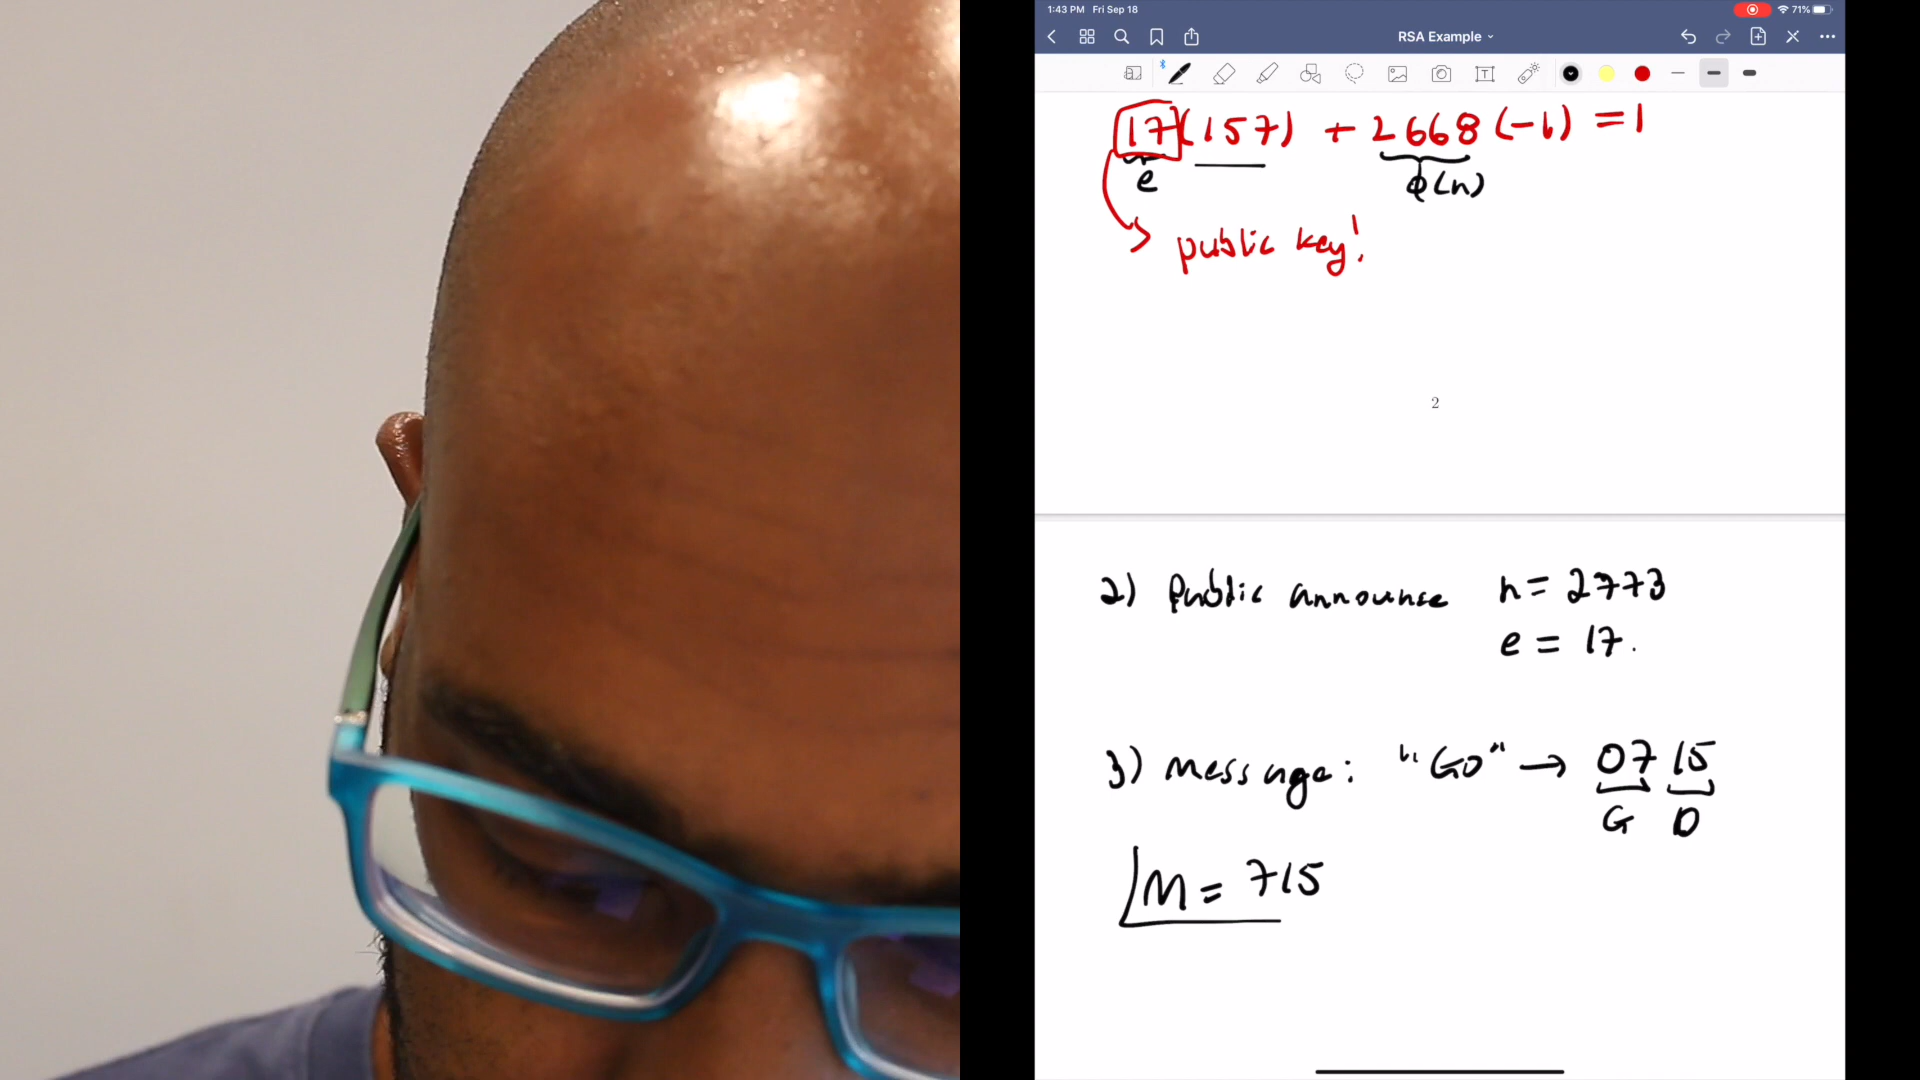 1:43 PM Fri Sep 18
71%
RSA Example
17(157) + 2668(-1) = 1
e
ϕ(n)
public key!
2
2) Public announce n = 2773
e = 17.
3) message: "GO" → 07 15
G O
M = 715